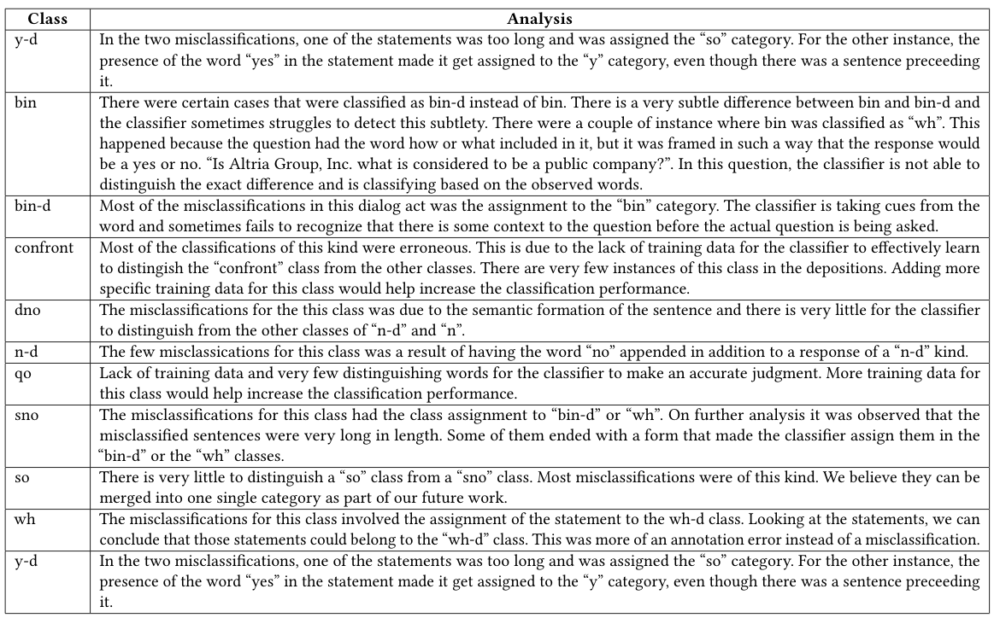 Class Analysis
y-d In the two misclassifications, one of the statements was too long and was assigned the “so” category. For the other instance, the
presence of the word “yes” in the statement made it get assigned to the “y” category, even though there was a sentence preceeding
it.
bin There were certain cases that were classified as bin-d instead of bin. There is a very subtle difference between bin and bin-d and
the classifier sometimes struggles to detect this subtlety. There were a couple of instance where bin was classified as “wh”. This
happened because the question had the word how or what included in it, but it was framed in such a way that the response would
be a yes or no. “Is Altria Group, Inc. what is considered to be a public company?”. In this question, the classifier is not able to
distinguish the exact difference and is classifying based on the observed words.
bin-d Most of the misclassifications in this dialog act was the assignment to the “bin” category. The classifier is taking cues from the
word and sometimes fails to recognize that there is some context to the question before the actual question is being asked.
confront Most of the classifications of this kind were erroneous. This is due to the lack of training data for the classifier to effectively learn
to distingish the “confront” class from the other classes. There are very few instances of this class in the depositions. Adding more
specific training data for this class would help increase the classification performance.
dno The misclassifications for the this class was due to the semantic formation of the sentence and there is very little for the classifier
to distinguish from the other classes of “n-d” and “n”.
n-d The few misclassications for this class was a result of having the word “no” appended in addition to a response of a “n-d” kind.
qo Lack of training data and very few distinguishing words for the classifier to make an accurate judgment. More training data for
this class would help increase the classification performance.
sno The misclassifications for this class had the class assignment to “bin-d” or “wh”. On further analysis it was observed that the
misclassified sentences were very long in length. Some of them ended with a form that made the classifier assign them in the
“bin-d” or the “wh” classes.
so There is very little to distinguish a “so” class from a “sno” class. Most misclassifications were of this kind. We believe they can be
merged into one single category as part of our future work.
wh The misclassifications for this class involved the assignment of the statement to the wh-d class. Looking at the statements, we can
conclude that those statements could belong to the “wh-d” class. This was more of an annotation error instead of a misclassification.
y-d In the two misclassifications, one of the statements was too long and was assigned the “so” category. For the other instance, the
presence of the word “yes” in the statement made it get assigned to the “y” category, even though there was a sentence preceeding
it.